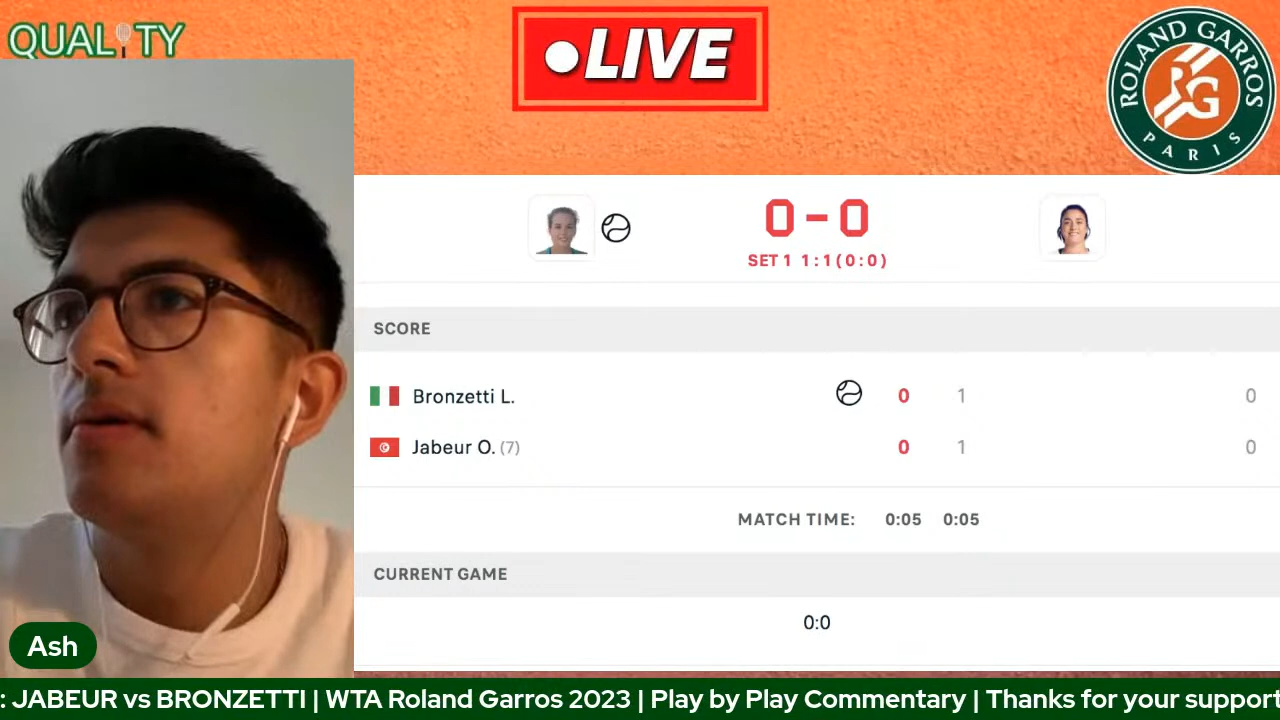 QUALITY
LIVE
ROLAND GARROS
RG
PARIS
0 - 0
SET 1 1 : 1 ( 0 : 0 )
SCORE
Bronzetti L. 0 1 0
Jabeur O. (7) 0 1 0
MATCH TIME: 0:05 0:05
CURRENT GAME
0:0
Ash
: JABEUR vs BRONZETTI | WTA Roland Garros 2023 | Play by Play Commentary | Thanks for your support